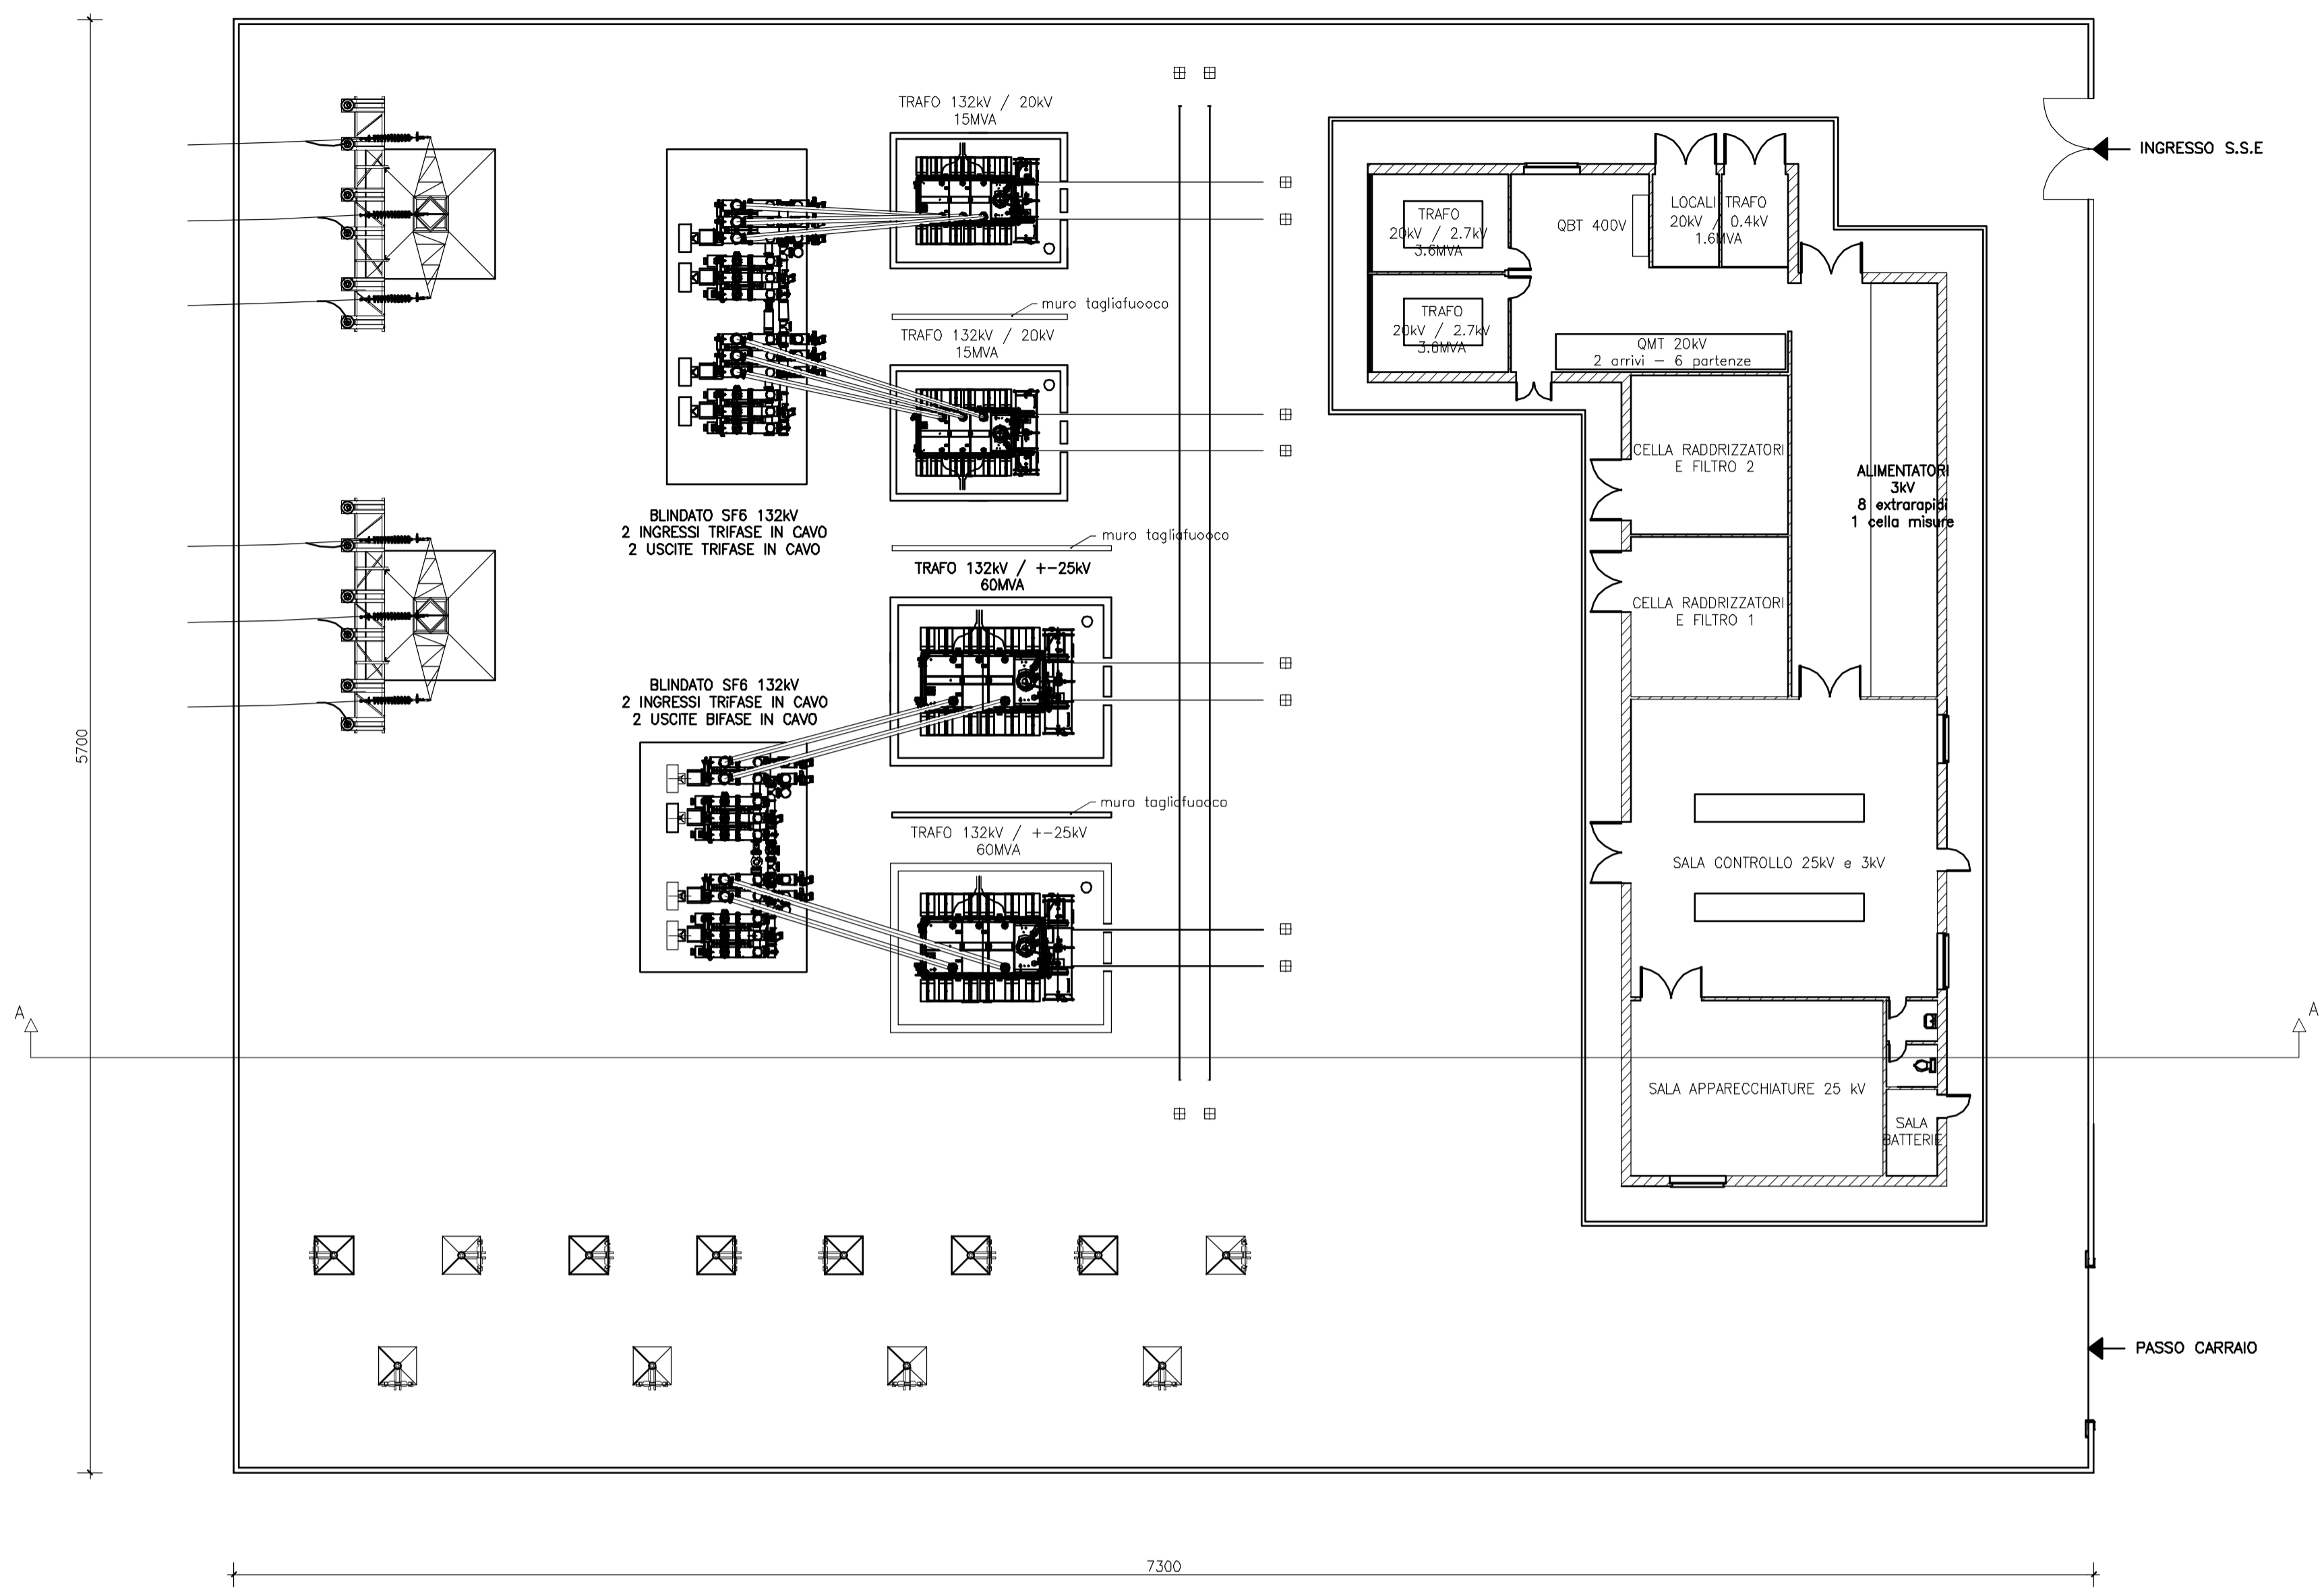 TRAFO 132kV / 20kV
15MVA
INGRESSO S.S.E
TRAFO
20kV / 2.7kV
3.6MVA
QBT 400V
LOCALI TRAFO
20kV / 0.4kV
1.6MVA
muro tagliafuooco
TRAFO 132kV / 20kV
15MVA
TRAFO
20kV / 2.7kV
3.6MVA
QMT 20kV
2 arrivi - 6 partenze
CELLA RADDRIZZATORI
E FILTRO 2
ALIMENTATORI
3kV
8 extrarapidi
1 cella misure
BLINDATO SF6 132kV
2 INGRESSI TRIFASE IN CAVO
2 USCITE TRIFASE IN CAVO
muro tagliafuooco
TRAFO 132kV / +-25kV
60MVA
CELLA RADDRIZZATORI
E FILTRO 1
BLINDATO SF6 132kV
2 INGRESSI TRIFASE IN CAVO
2 USCITE BIFASE IN CAVO
5700
muro tagliafuooco
TRAFO 132kV / +-25kV
60MVA
SALA CONTROLLO 25kV e 3kV
A
A
SALA APPARECCHIATURE 25 kV
SALA
BATTERIE
PASSO CARRAIO
7300